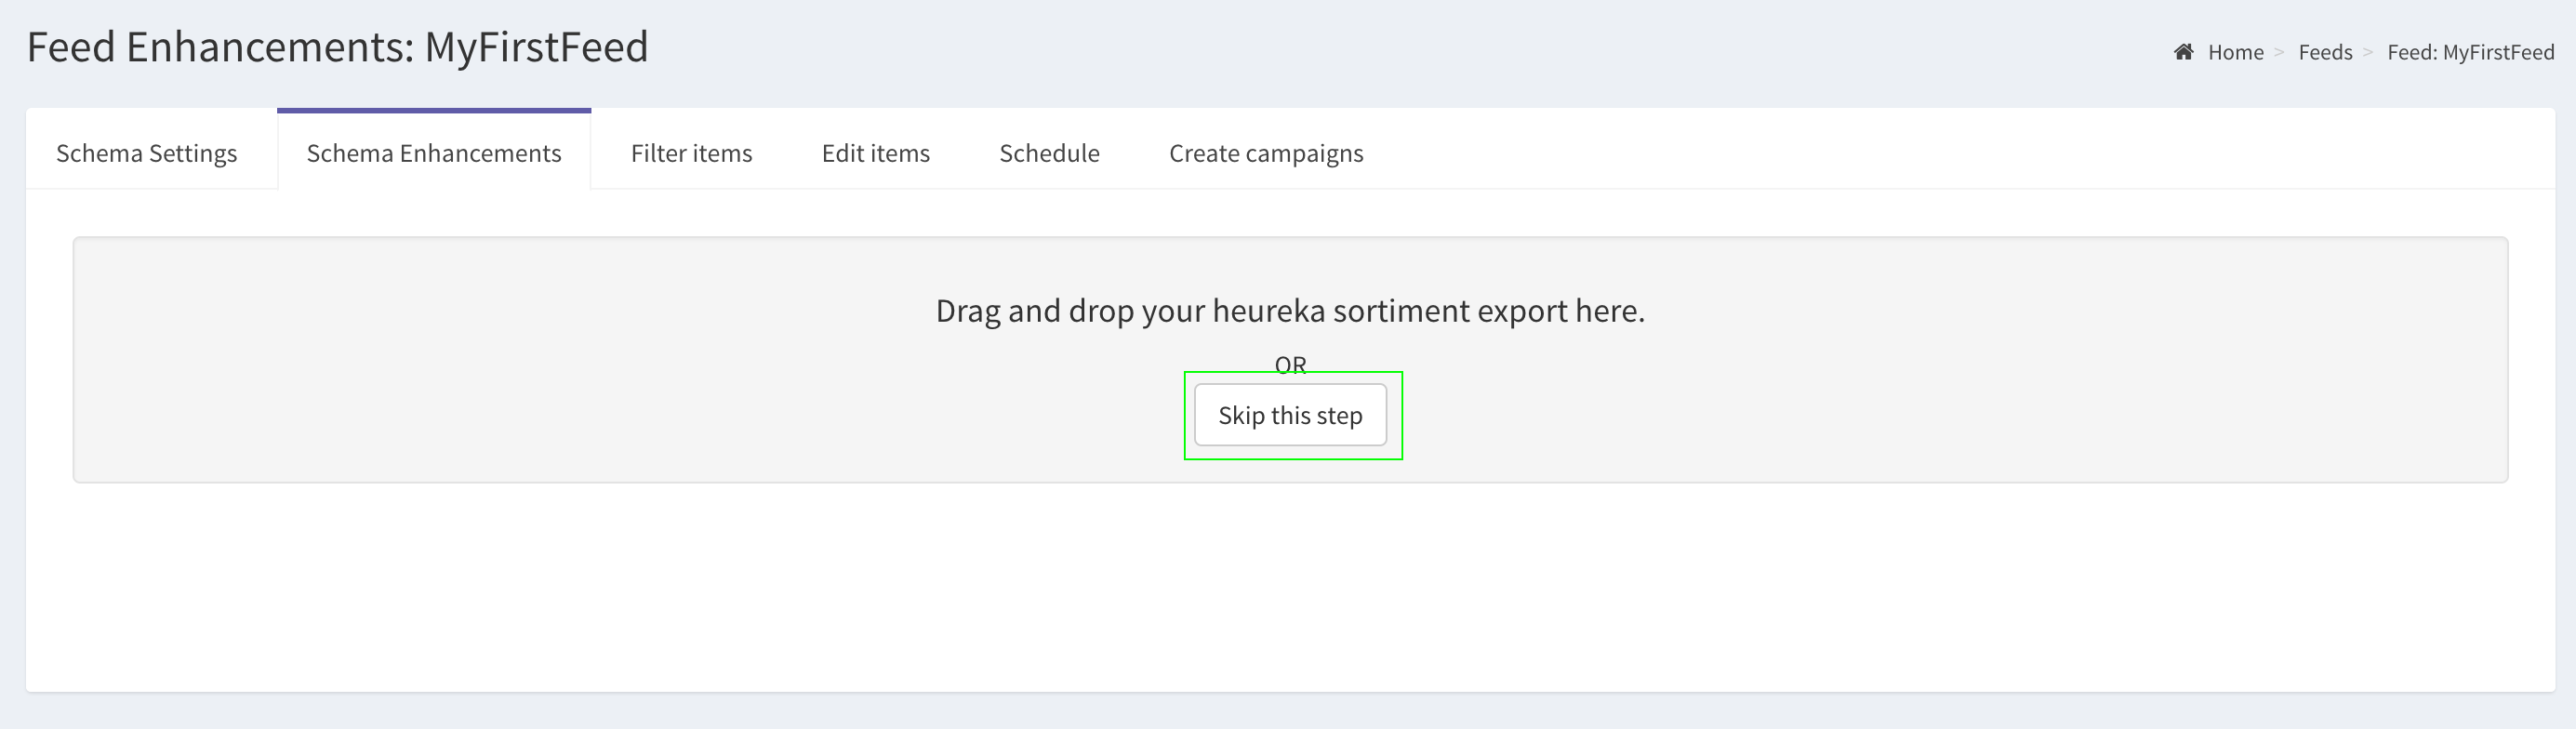 Feed Enhancements: MyFirstFeed
Home > Feeds > Feed: MyFirstFeed
Schema Settings Schema Enhancements Filter items Edit items Schedule Create campaigns
Drag and drop your heureka sortiment export here.
OR
Skip this step